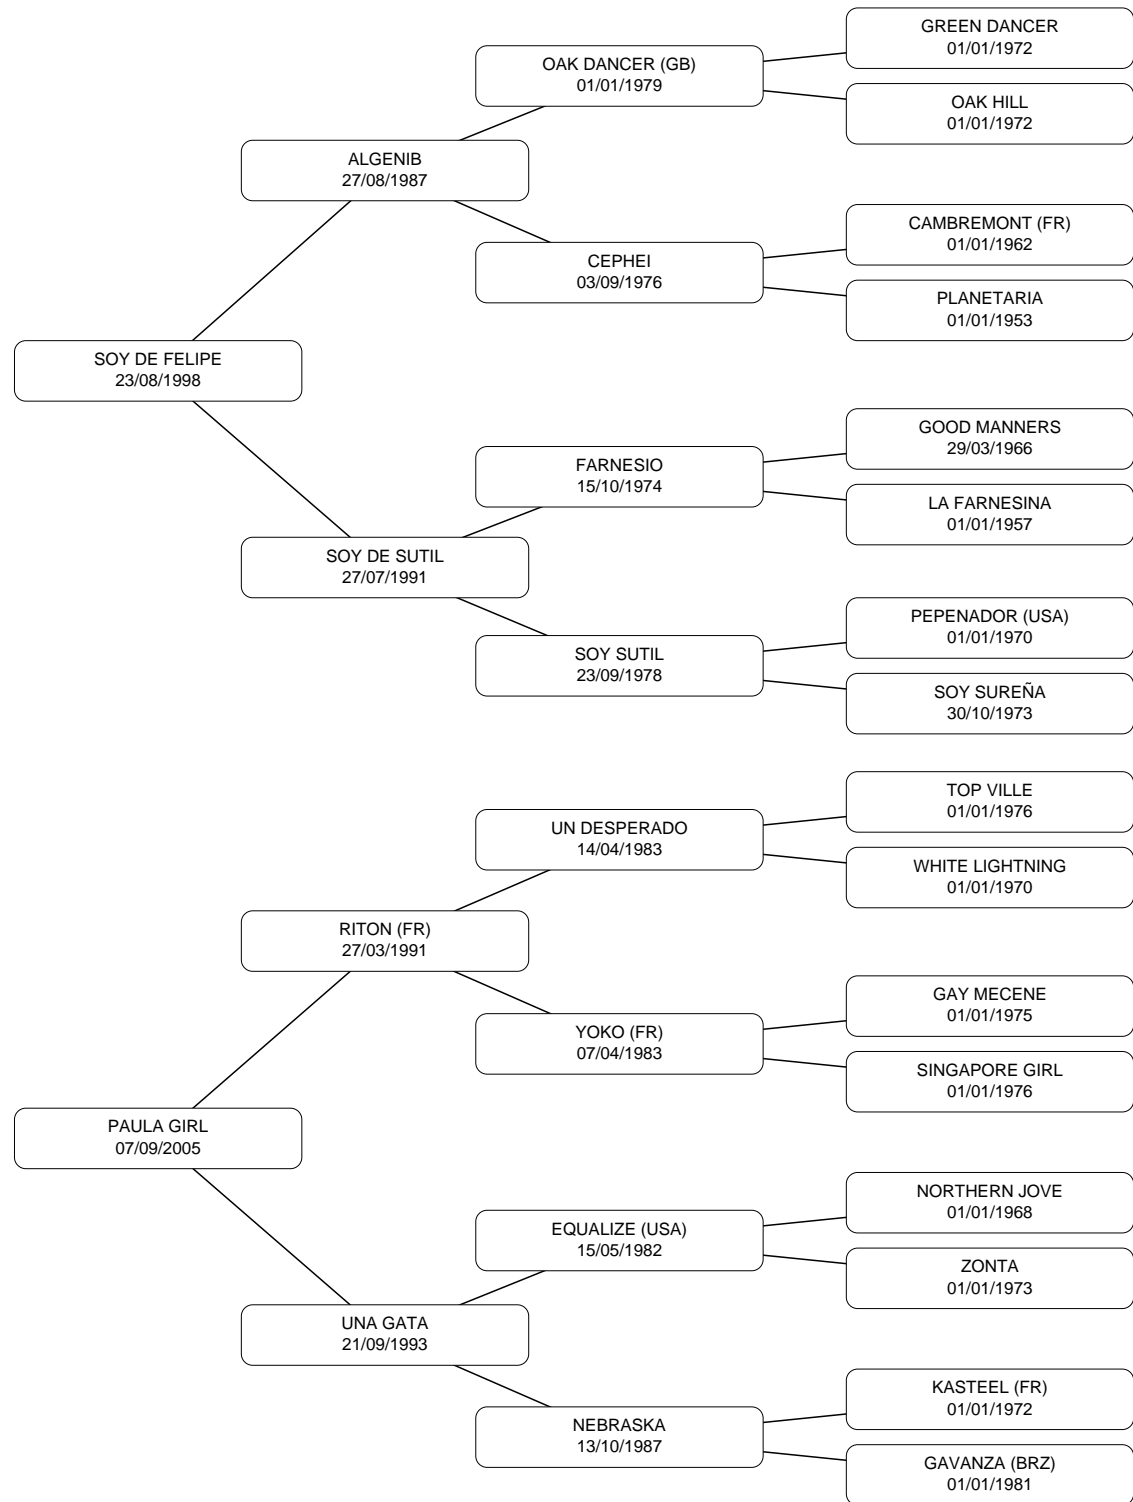 GREEN DANCER
01/01/1972
OAK DANCER (GB)
01/01/1979
OAK HILL
01/01/1972
ALGENIB
27/08/1987
CAMBREMONT (FR)
01/01/1962
CEPHEI
03/09/1976
PLANETARIA
01/01/1953
SOY DE FELIPE
23/08/1998
GOOD MANNERS
29/03/1966
FARNESIO
15/10/1974
LA FARNESINA
01/01/1957
SOY DE SUTIL
27/07/1991
PEPENADOR (USA)
01/01/1970
SOY SUTIL
23/09/1978
SOY SUREÑA
30/10/1973
TOP VILLE
01/01/1976
UN DESPERADO
14/04/1983
WHITE LIGHTNING
01/01/1970
RITON (FR)
27/03/1991
GAY MECENE
01/01/1975
YOKO (FR)
07/04/1983
SINGAPORE GIRL
01/01/1976
PAULA GIRL
07/09/2005
NORTHERN JOVE
01/01/1968
EQUALIZE (USA)
15/05/1982
ZONTA
01/01/1973
UNA GATA
21/09/1993
KASTEEL (FR)
01/01/1972
NEBRASKA
13/10/1987
GAVANZA (BRZ)
01/01/1981